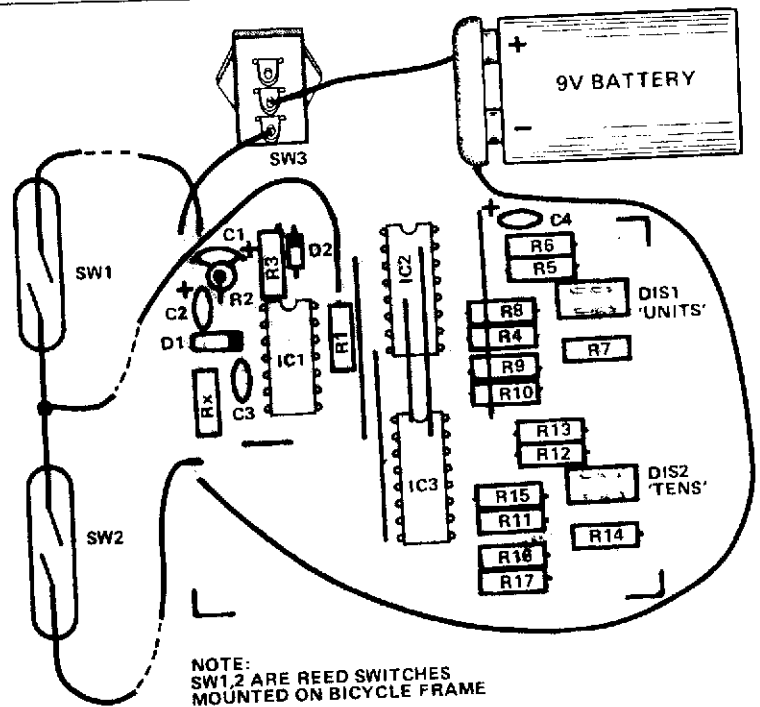 +
9V BATTERY
−
SW3
SW1
C1
+
R3
D2
IC2
+
C4
R6
R5
DIS1
'UNITS'
+
R2
C2
D1
IC1
R1
R8
R4
R7
R9
R10
Rx
C3
R13
R12
IC3
DIS2
'TENS'
R15
R11
R14
SW2
R16
R17
NOTE:
SW1,2 ARE REED SWITCHES
MOUNTED ON BICYCLE FRAME